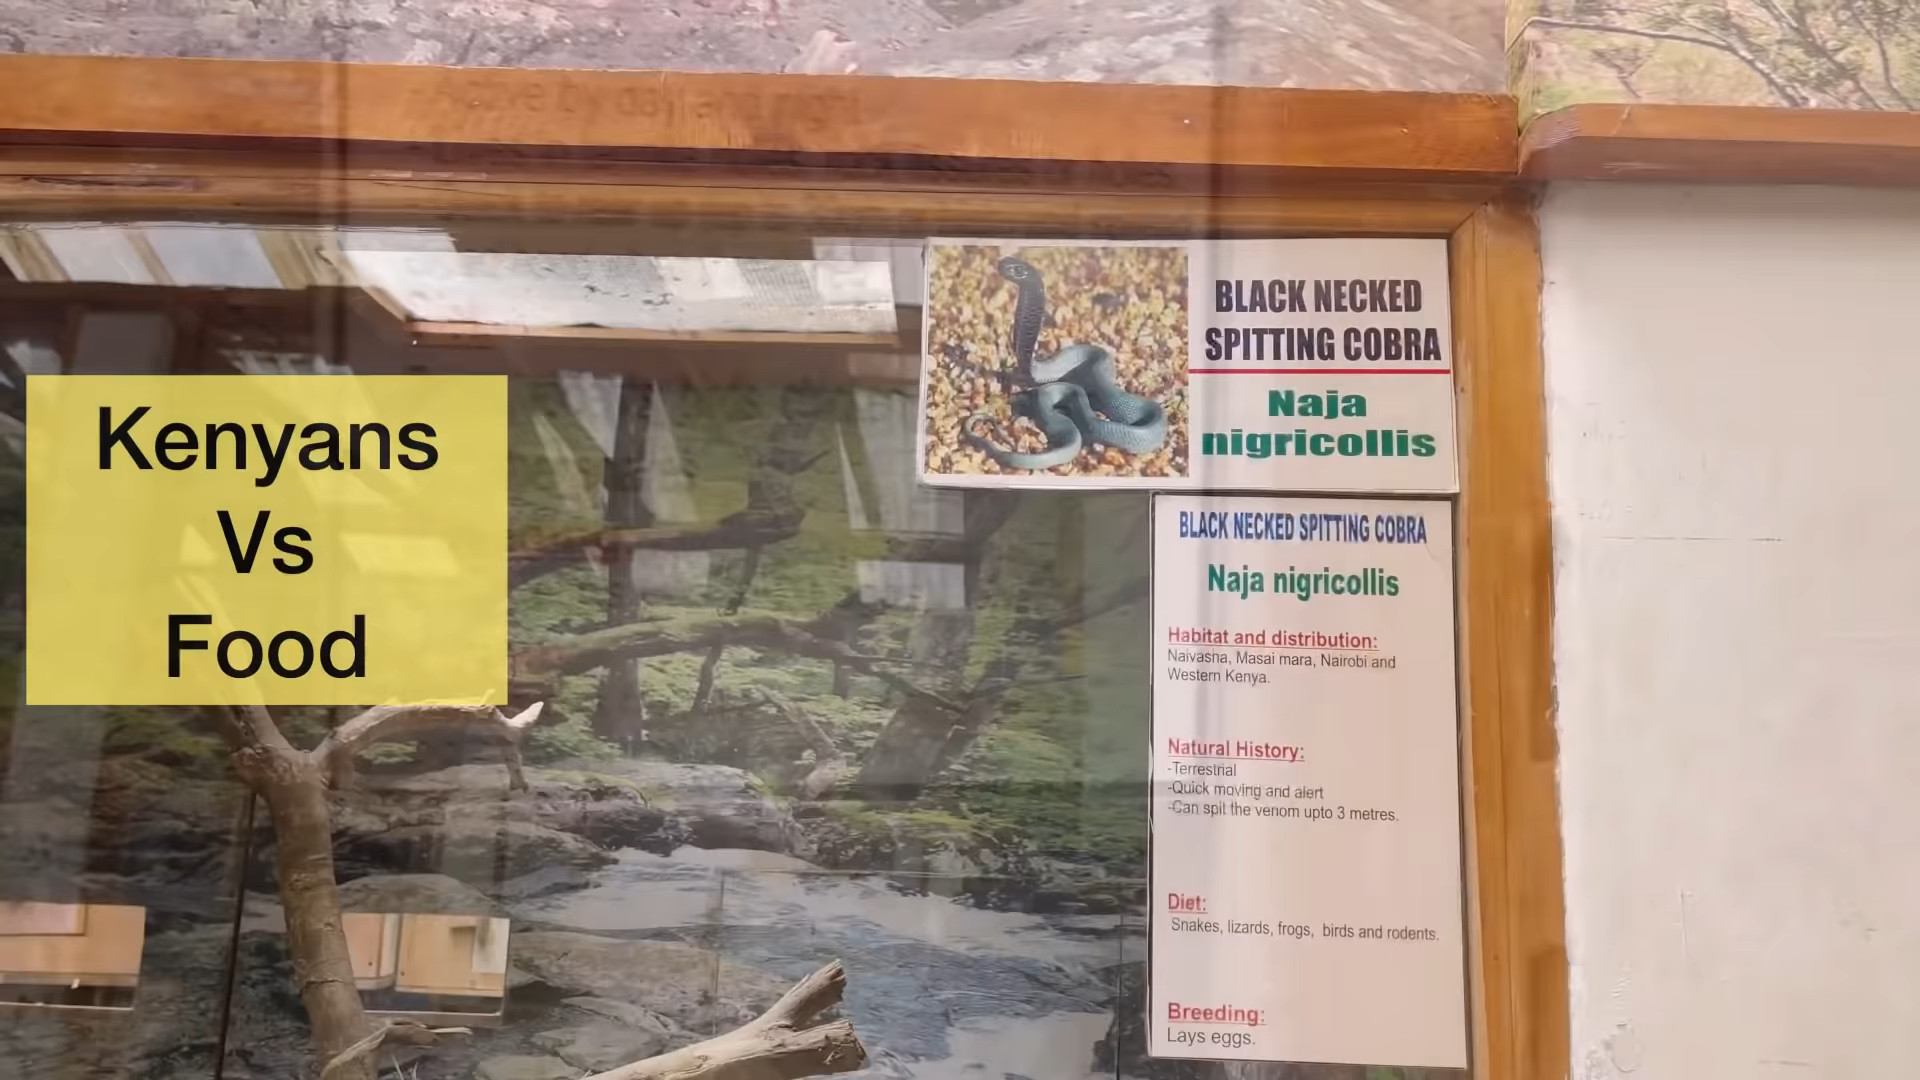 Kenyans
Vs
Food
BLACK NECKED
SPITTING COBRA
Naja
nigricollis
BLACK NECKED SPITTING COBRA
Naja nigricollis
Habitat and distribution:
Naivasha, Masai mara, Nairobi and
Western Kenya.
Natural History:
-Terrestrial
-Quick moving and alert
-Can spit the venom upto 3 metres.
Diet:
Snakes, lizards, frogs, birds and rodents.
Breeding:
Lays eggs.